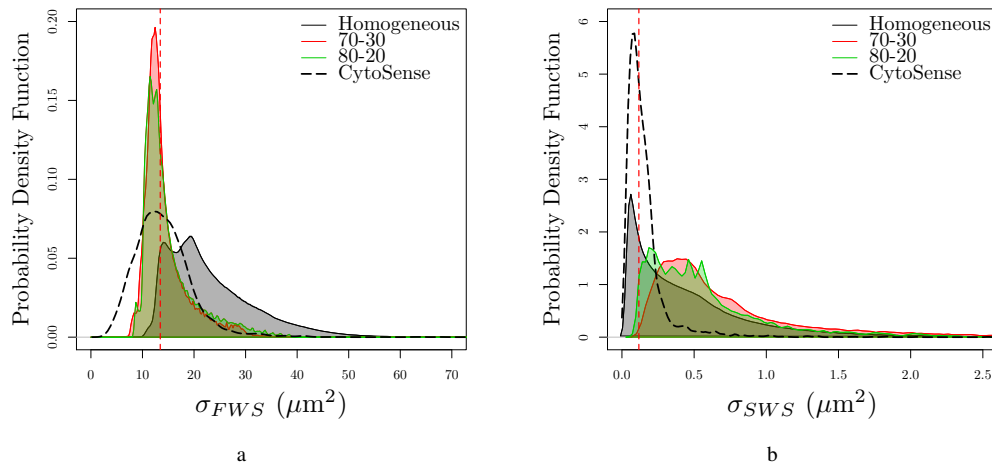 Homogeneous
70-30
80-20
CytoSense
Probability Density Function
0.00
0.05
0.10
0.15
0.20
0 10 20 30 40 50 60 70
σFWS (μm²)
a
Homogeneous
70-30
80-20
CytoSense
Probability Density Function
0
1
2
3
4
5
6
0.0 0.5 1.0 1.5 2.0 2.5
σSWS (μm²)
b